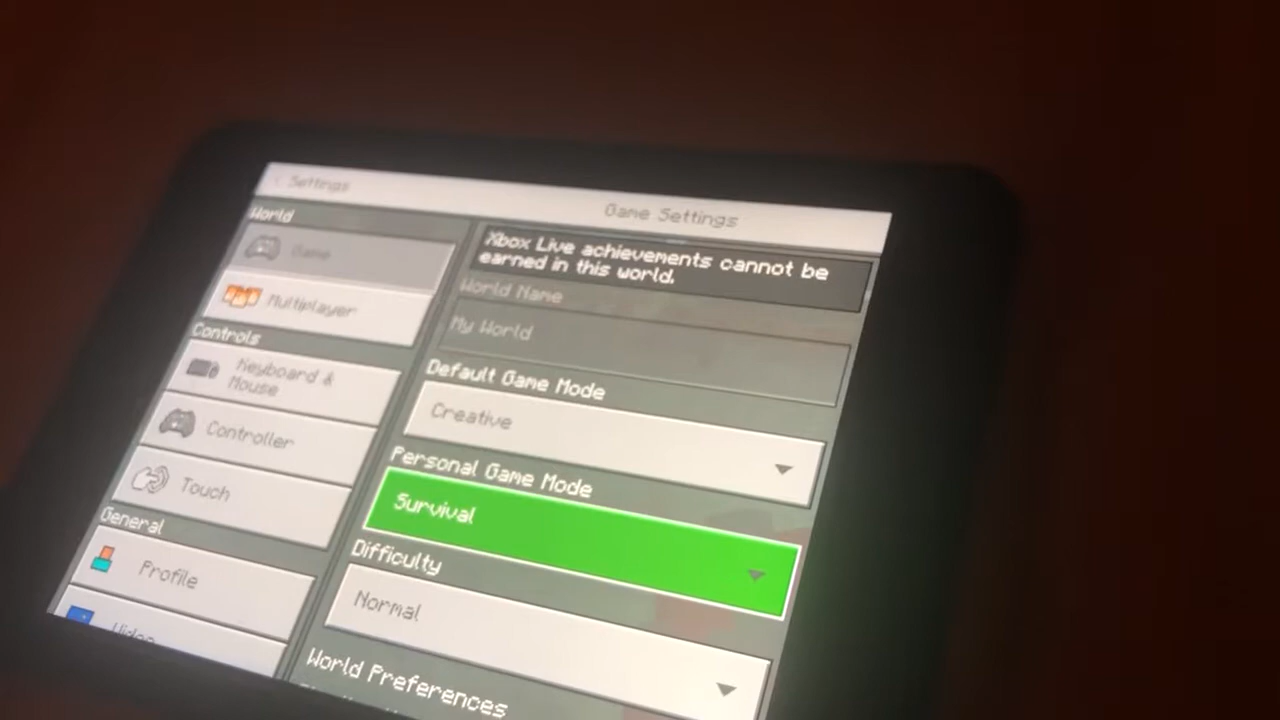 Settings
Game Settings
World
Game
Multiplayer
Controls
Keyboard &
Mouse
Controller
Touch
General
Profile
Video
Xbox Live achievements cannot be
earned in this world.
World Name
My World
Default Game Mode
Creative
Personal Game Mode
Survival
Difficulty
Normal
World Preferences